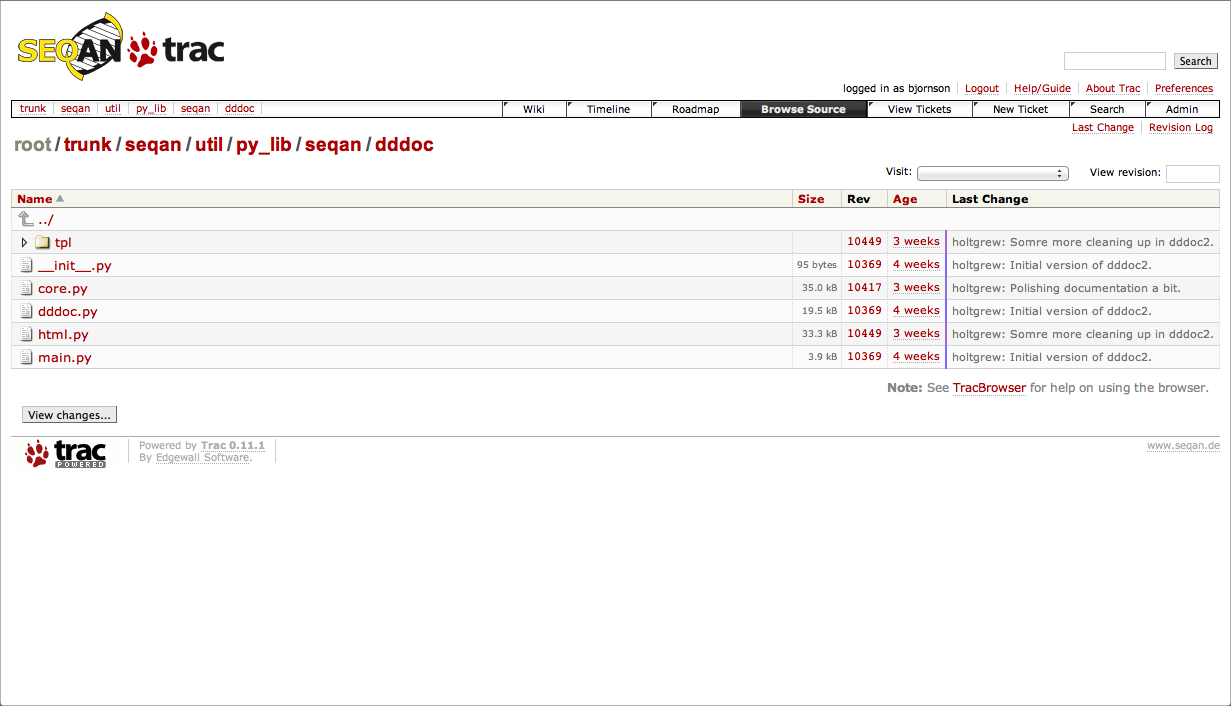 SEQAN trac
Search
logged in as bjornson Logout Help/Guide About Trac Preferences
trunk seqan util py_lib seqan dddoc Wiki Timeline Roadmap Browse Source View Tickets New Ticket Search Admin
Last Change Revision Log
root / trunk / seqan / util / py_lib / seqan / dddoc
Visit: View revision:
Name Size Rev Age Last Change
../
tpl 10449 3 weeks holtgrew: Somre more cleaning up in dddoc2.
__init__.py 95 bytes 10369 4 weeks holtgrew: Initial version of dddoc2.
core.py 35.0 kB 10417 3 weeks holtgrew: Polishing documentation a bit.
dddoc.py 19.5 kB 10369 4 weeks holtgrew: Initial version of dddoc2.
html.py 33.3 kB 10449 3 weeks holtgrew: Somre more cleaning up in dddoc2.
main.py 3.9 kB 10369 4 weeks holtgrew: Initial version of dddoc2.
Note: See TracBrowser for help on using the browser.
View changes...
trac POWERED
Powered by Trac 0.11.1
By Edgewall Software.
www.seqan.de